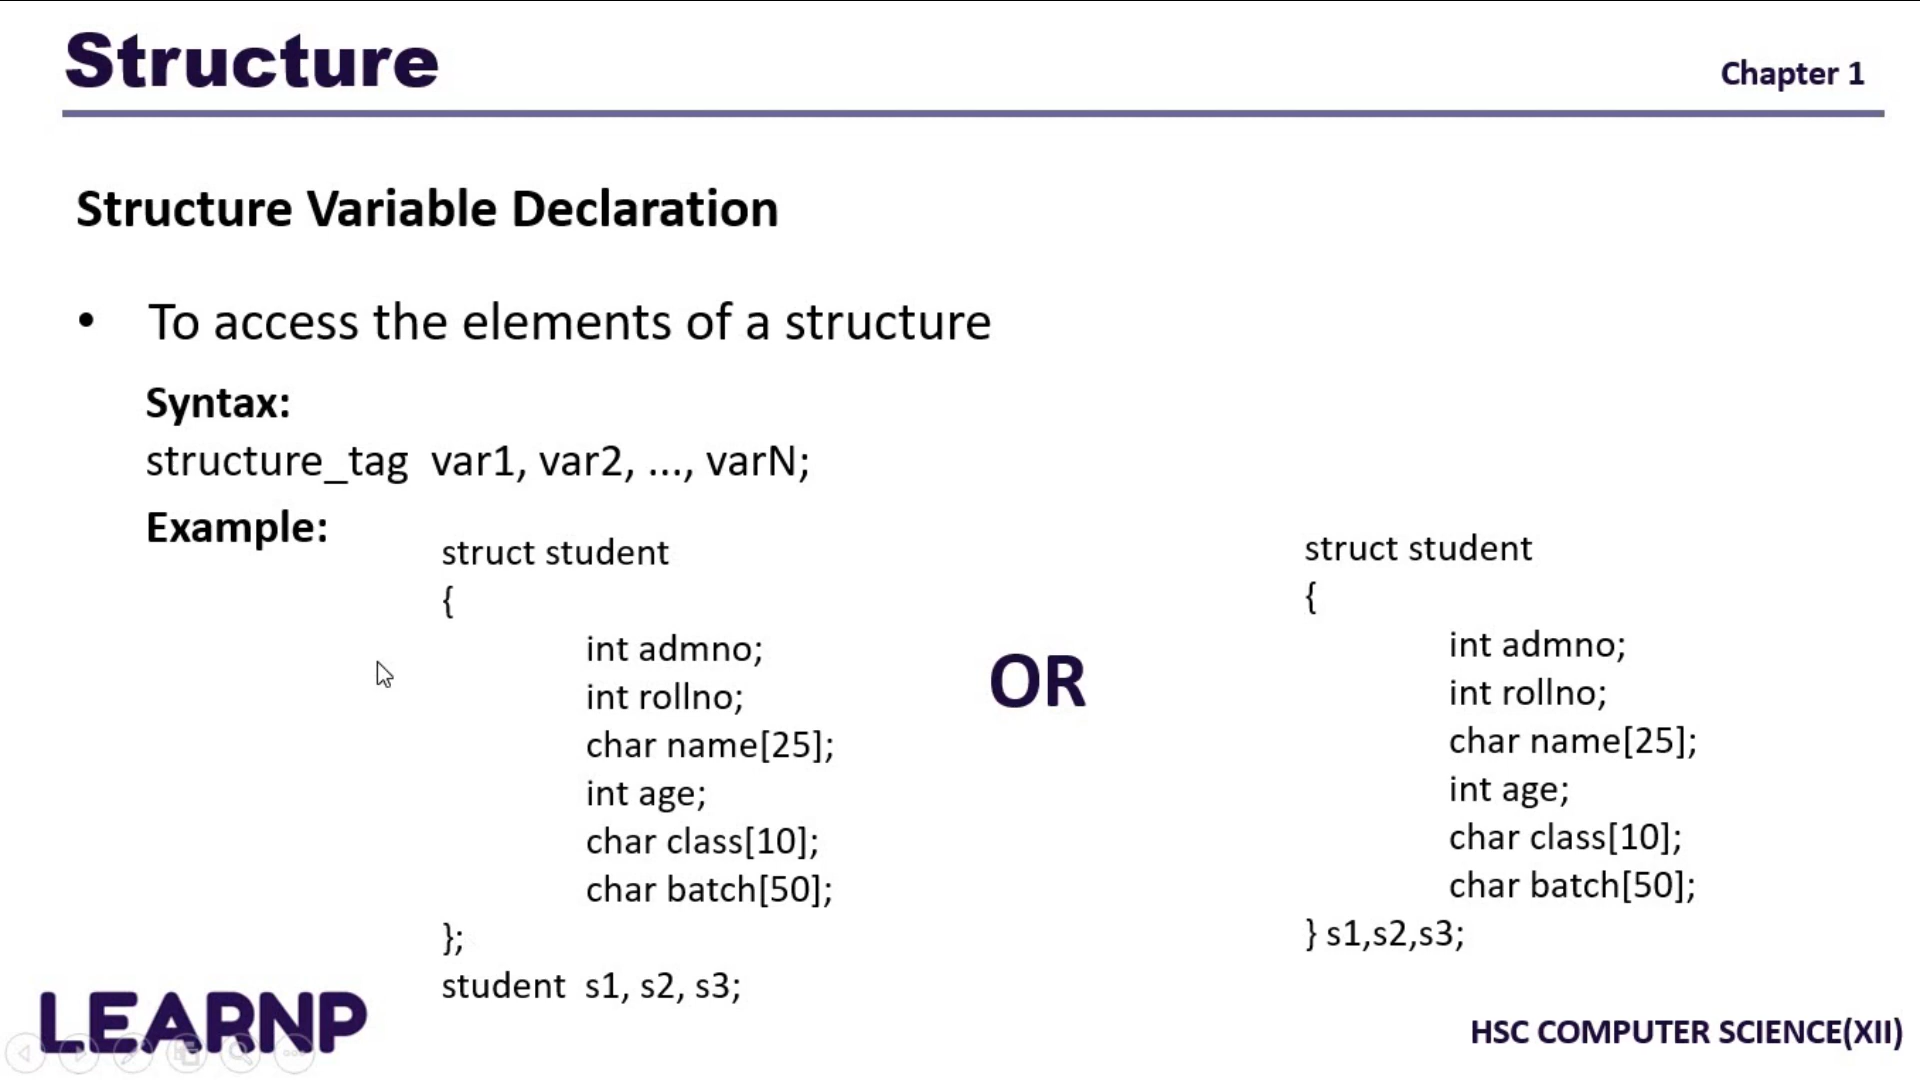 Structure
Chapter 1
Structure Variable Declaration
• To access the elements of a structure
Syntax:
structure_tag  var1, var2, ..., varN;
Example:
struct student
{
int admno;
int rollno;
char name[25];
int age;
char class[10];
char batch[50];
};
student  s1, s2, s3;
OR
struct student
{
int admno;
int rollno;
char name[25];
int age;
char class[10];
char batch[50];
} s1,s2,s3;
LEARNP
HSC COMPUTER SCIENCE(XII)